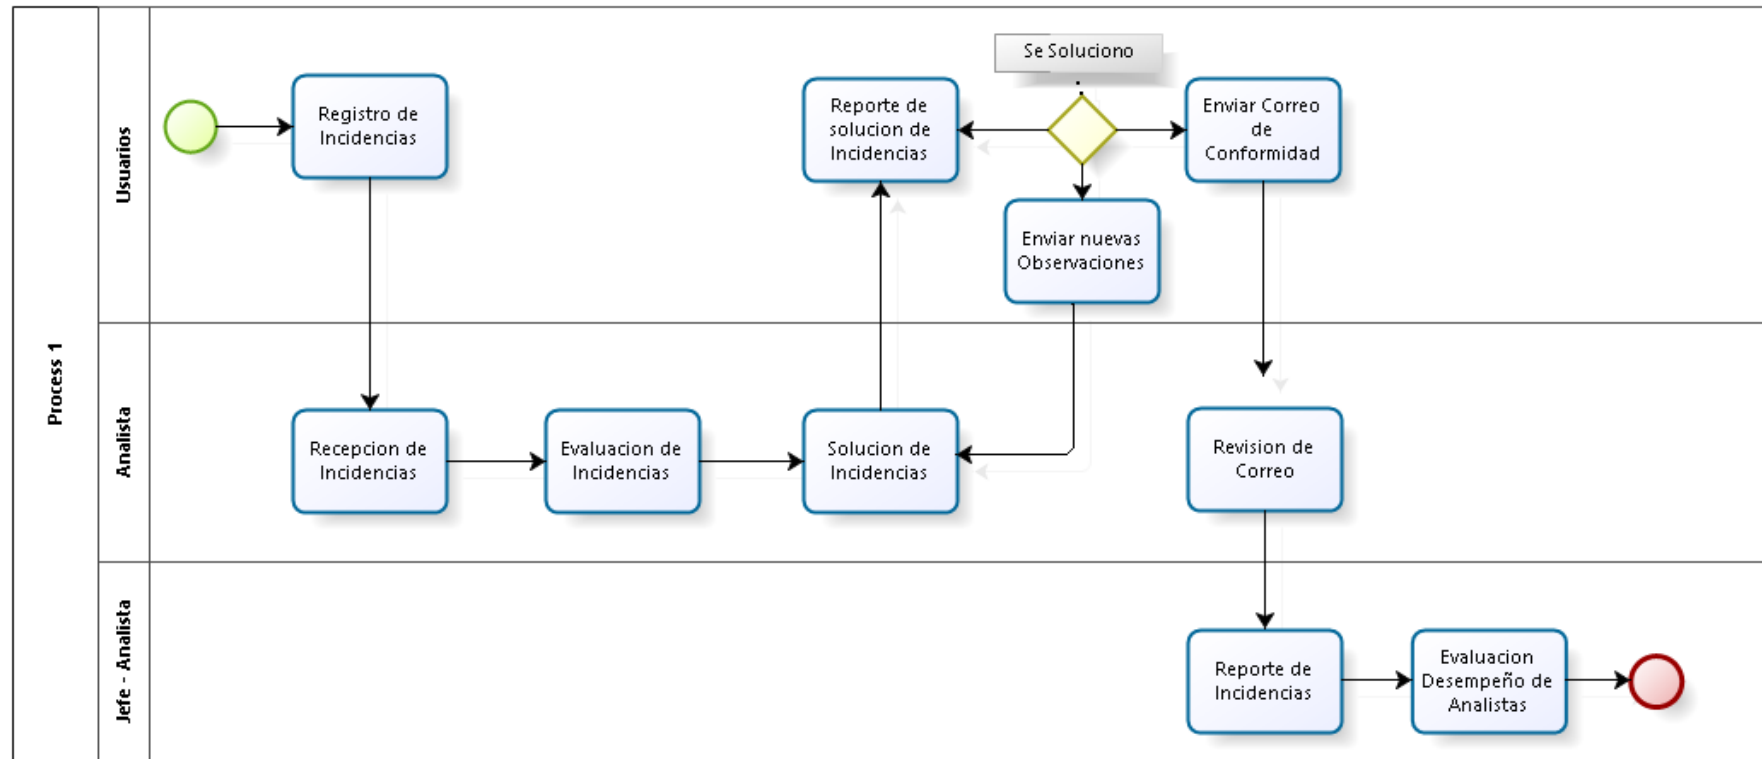 Process 1
Usuarios
Registro de
Incidencias
Reporte de
solucion de
Incidencias
Se Soluciono
Enviar nuevas
Observaciones
Enviar Correo
de
Conformidad
Analista
Recepcion de
Incidencias
Evaluacion de
Incidencias
Solucion de
Incidencias
Revision de
Correo
Jefe - Analista
Reporte de
Incidencias
Evaluacion
Desempeño de
Analistas